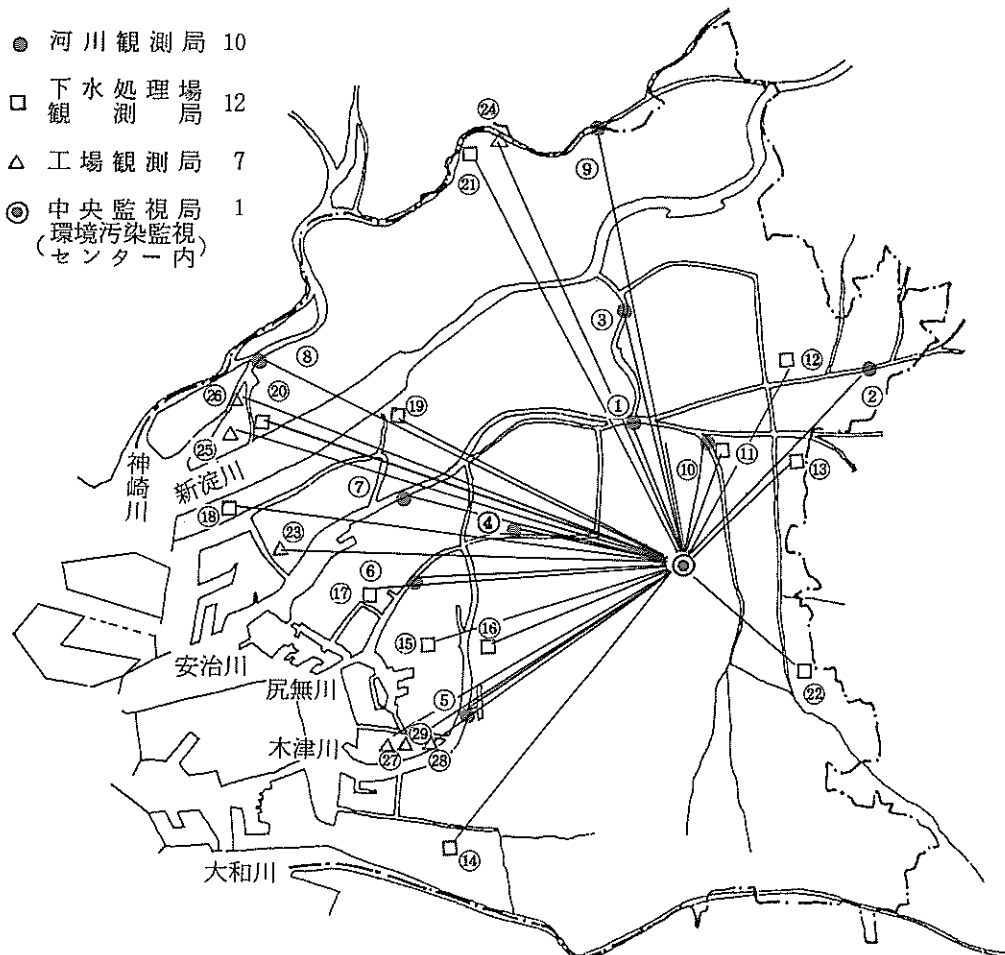 河川観測局 10
下水処理場
観測局 12
工場観測局 7
中央監視局 1
(環境汚染監視
センター内)
㉔
㉑
⑨
③
⑧
⑫
②
㉖
⑳
⑲
①
㉕
⑩
⑪
⑬
神崎川
新淀川
⑦
⑱
㉓
④
⑥
⑰
⑮
⑯
安治川
尻無川
㉒
⑤
木津川
㉙
㉗
㉘
⑭
大和川